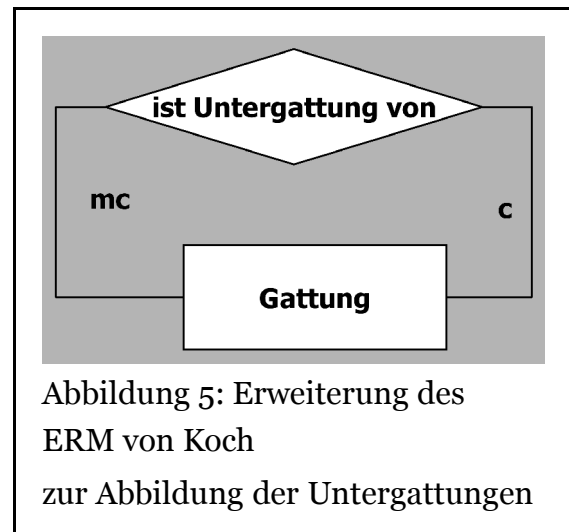 ist Untergattung von
mc
c
Gattung
Abbildung 5: Erweiterung des
ERM von Koch
zur Abbildung der Untergattungen